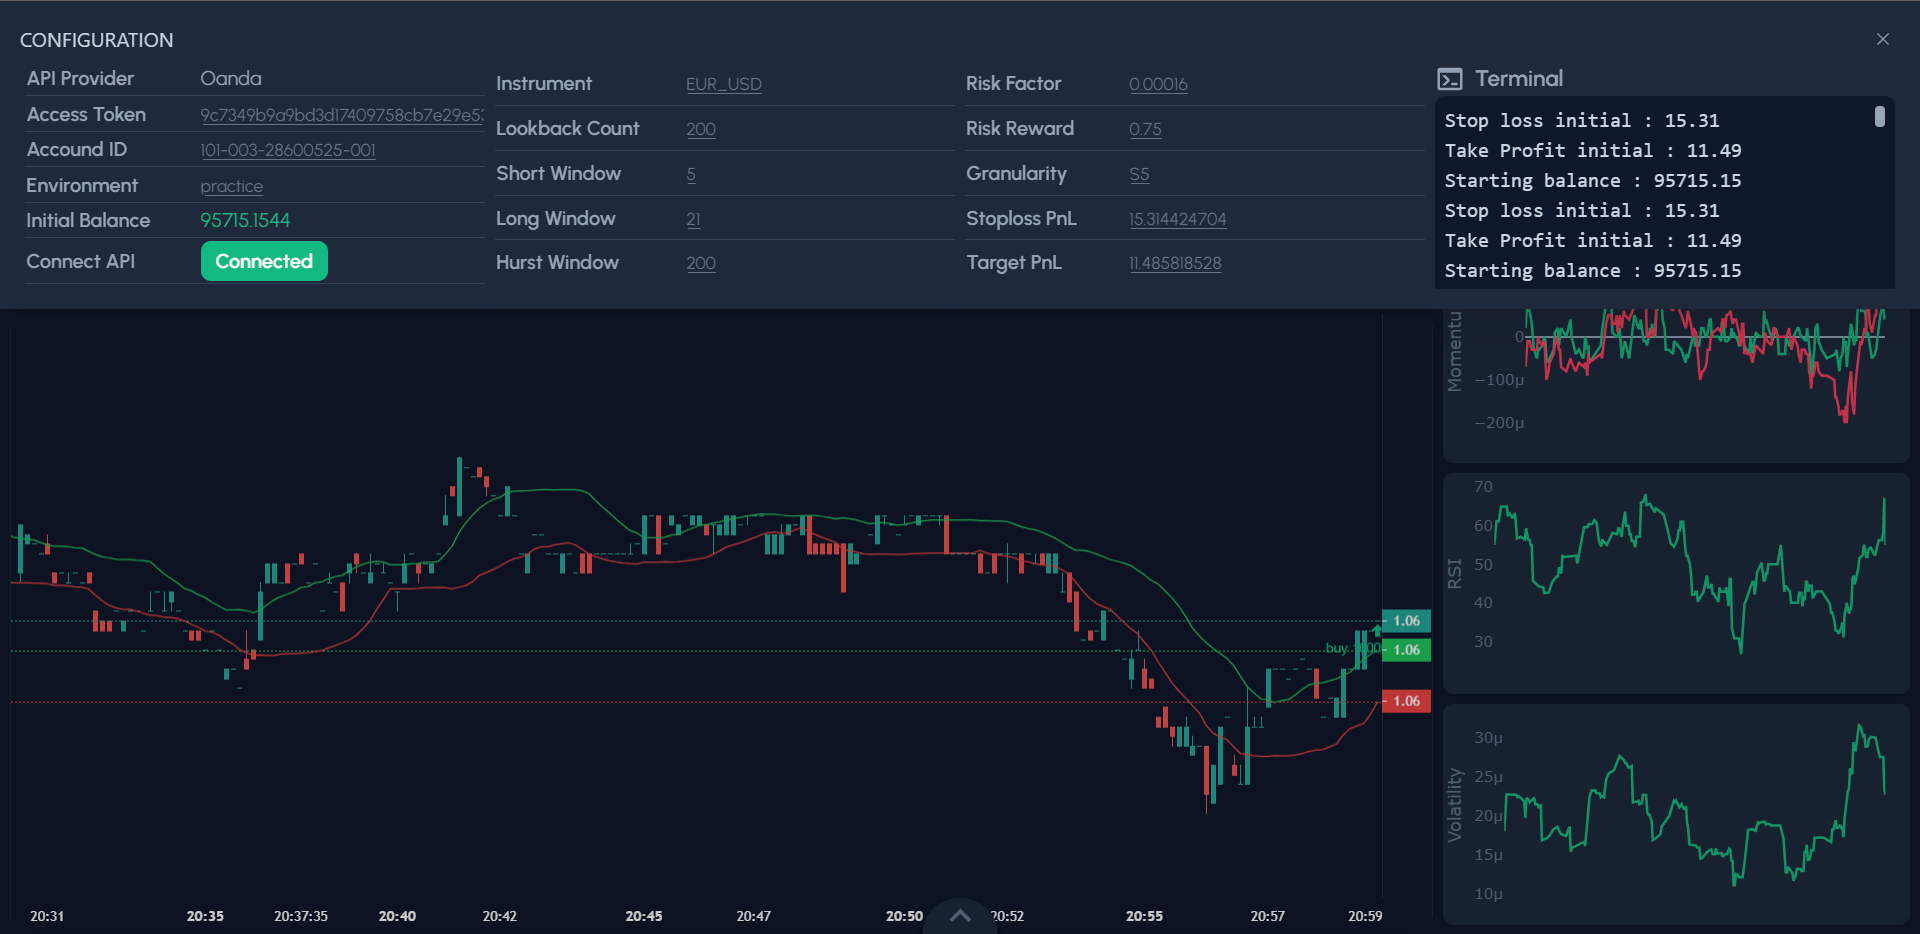 CONFIGURATION
API Provider Oanda
Access Token
Accound ID 101-003-28600525-001
Environment practice
Initial Balance 95715.1544
Connect API Connected
Instrument EUR_USD
Lookback Count 200
Short Window 5
Long Window 21
Hurst Window 200
Risk Factor 0.00016
Risk Reward 0.75
Granularity S5
Stoploss PnL 15.314424704
Target PnL 11.485818528
Terminal
Stop loss initial : 15.31
Take Profit initial : 11.49
Starting balance : 95715.15
Stop loss initial : 15.31
Take Profit initial : 11.49
Starting balance : 95715.15
buy
1.06
1.06
1.06
20:31 20:35 20:37:35 20:40 20:42 20:45 20:47 20:50 20:52 20:55 20:57 20:59
0
−100µ
−200µ
RSI
70
60
50
40
30
Volatility
30µ
25µ
20µ
15µ
10µ